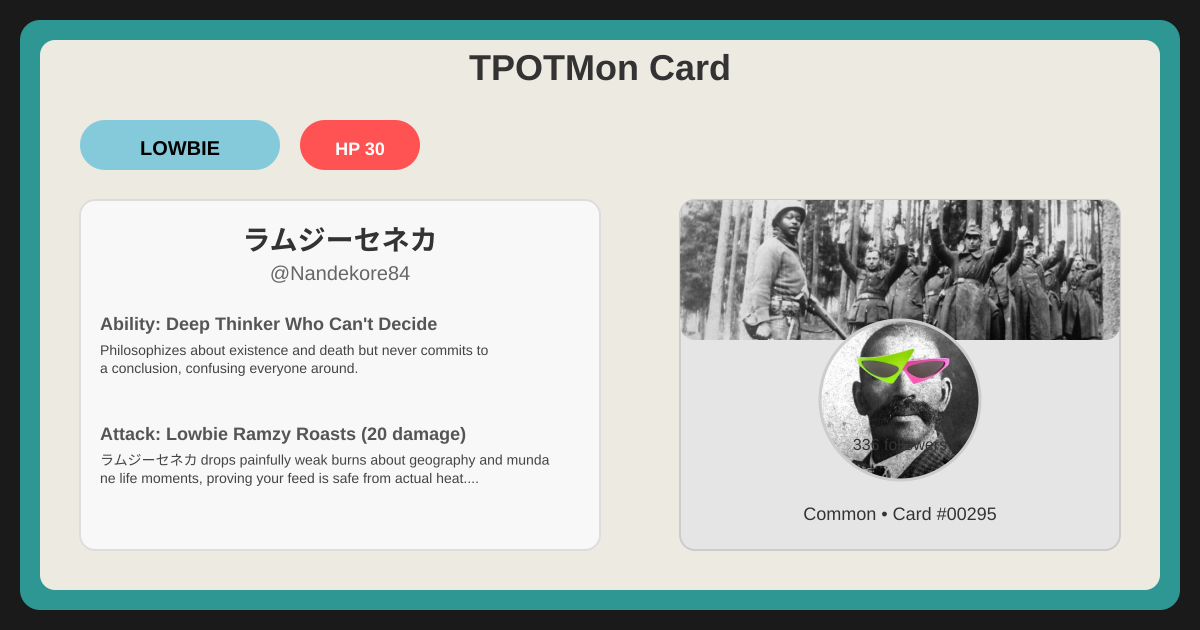 TPOTMon Card
LOWBIE
HP 30
ラムジーセネカ
@Nandekore84
Ability: Deep Thinker Who Can't Decide
Philosophizes about existence and death but never commits to
a conclusion, confusing everyone around.
Attack: Lowbie Ramzy Roasts (20 damage)
ラムジーセネカ drops painfully weak burns about geography and munda
ne life moments, proving your feed is safe from actual heat....
336 followers
Common • Card #00295